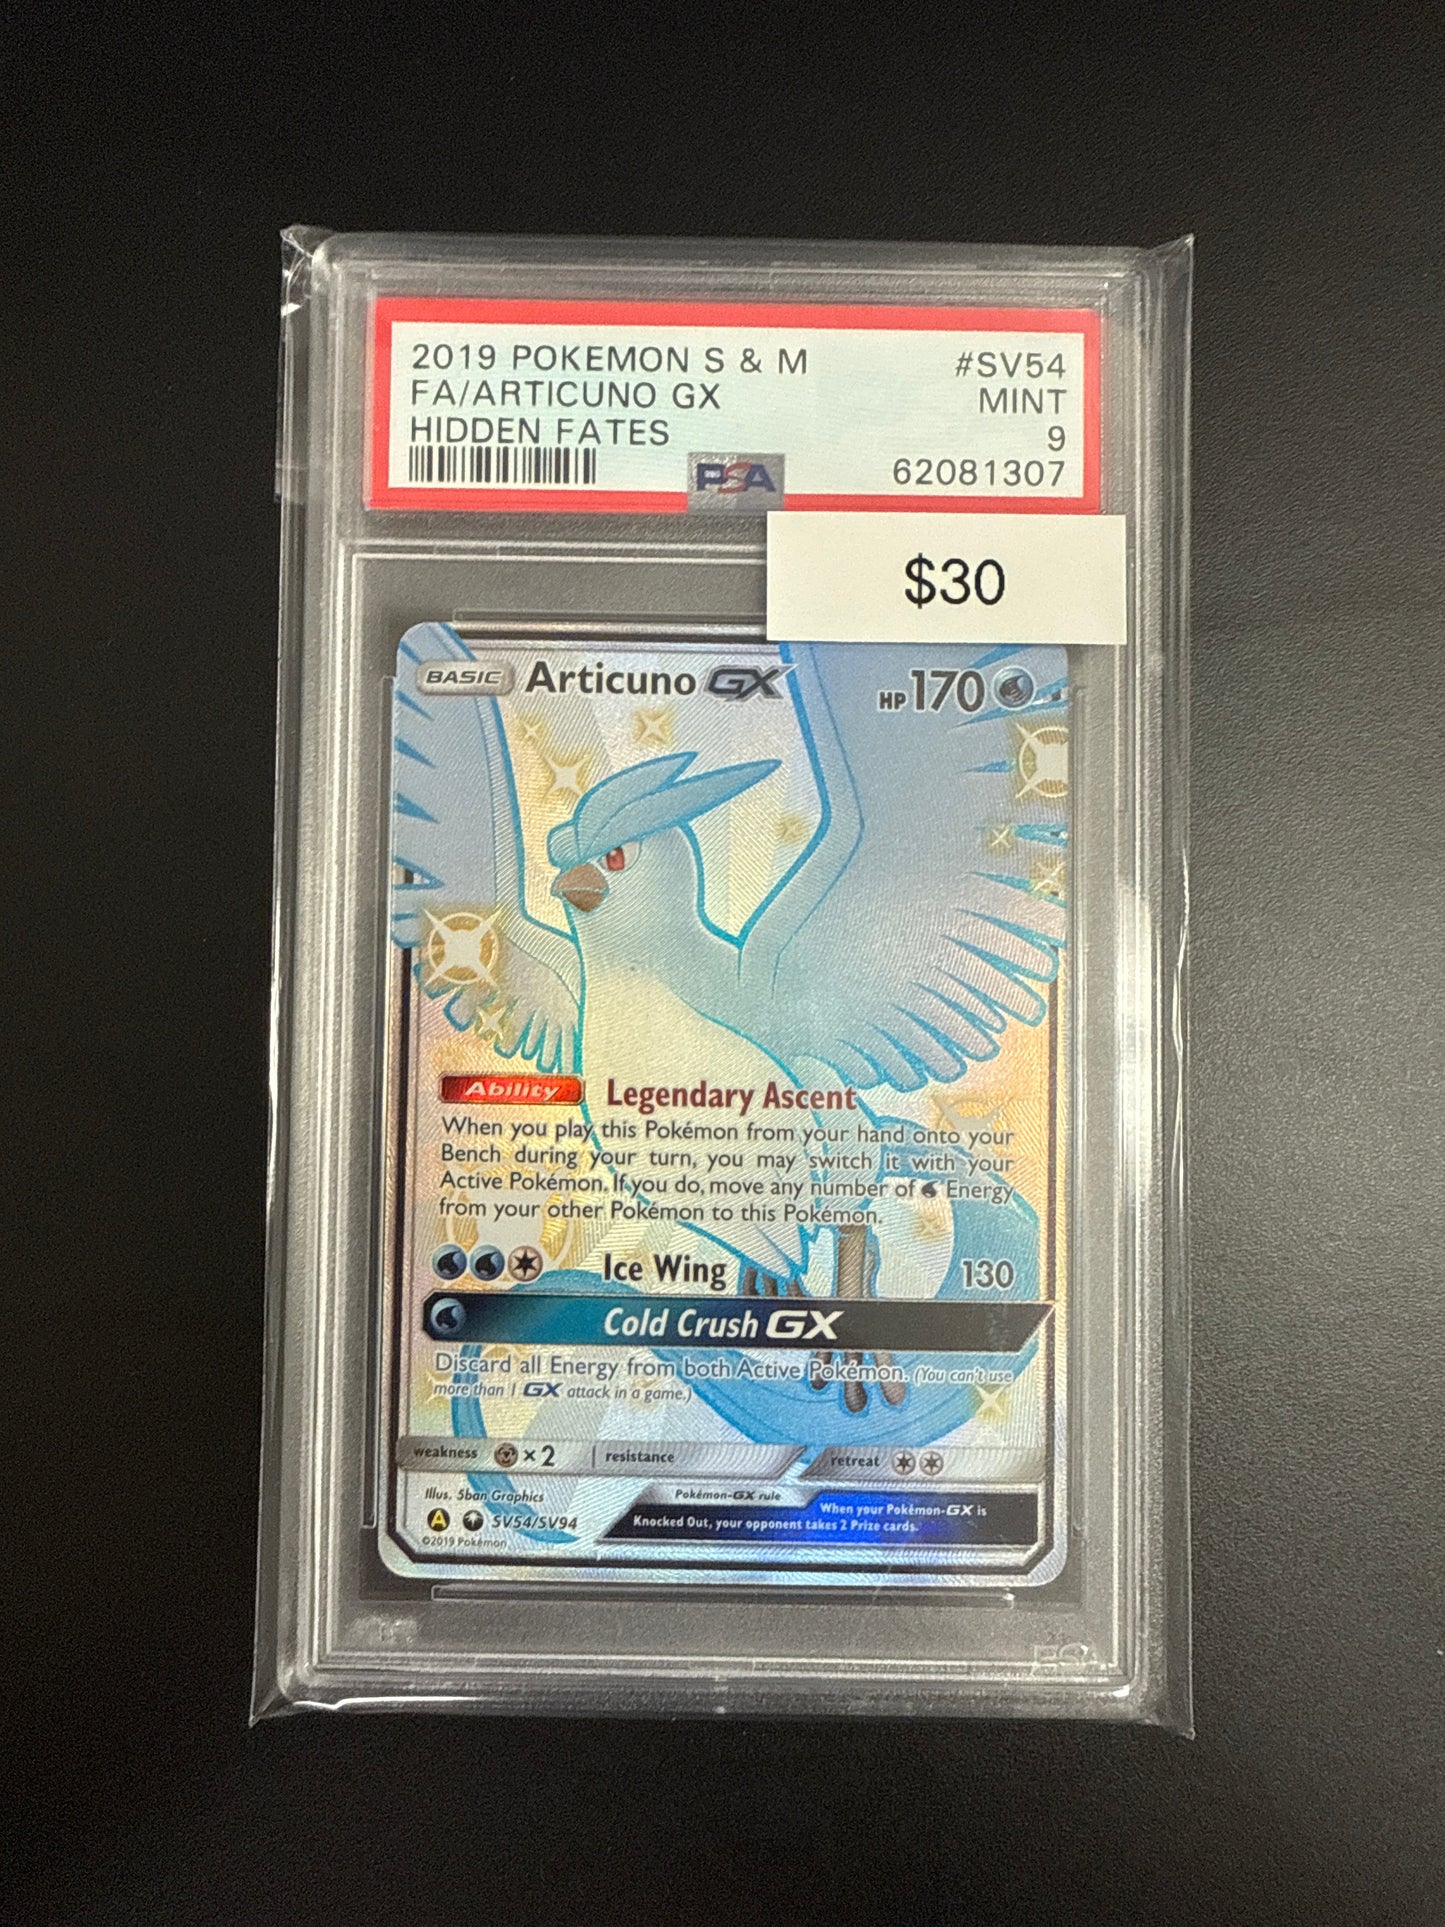 2019 POKEMON S & M #SV54
FA/ARTICUNO GX MINT
HIDDEN FATES 9
PSA 62081307
$30
BASIC Articuno GX HP 170
Ability Legendary Ascent
When you play this Pokémon from your hand onto your
Bench during your turn, you may switch it with your
Active Pokémon. If you do, move any number of Energy
from your other Pokémon to this Pokémon.
Ice Wing 130
Cold Crush GX
Discard all Energy from both Active Pokémon. (You can't use
more than 1 GX attack in a game.)
weakness ×2 resistance retreat
Illus. 5ban Graphics
A SV54/SV94
©2019 Pokémon
Pokémon-GX rule
When your Pokémon-GX is
Knocked Out, your opponent takes 2 Prize cards.
PSA